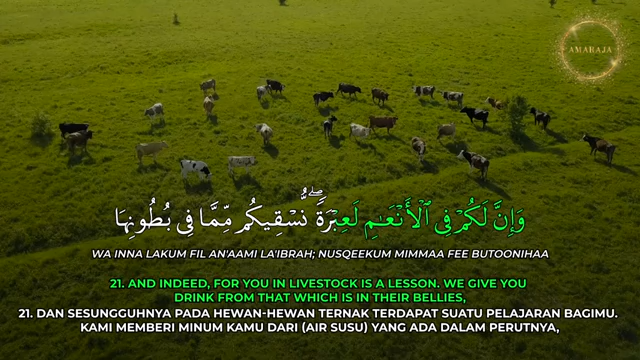 AMARAJA
وَإِنَّ لَكُمْ فِى ٱلْأَنْعَـٰمِ لَعِبْرَةًۭ ۖ نُّسْقِيكُم مِّمَّا فِى بُطُونِهَا
WA INNA LAKUM FIL AN'AAMI LA'IBRAH; NUSQEEKUM MIMMAA FEE BUTOONIHAA
21. AND INDEED, FOR YOU IN LIVESTOCK IS A LESSON. WE GIVE YOU
DRINK FROM THAT WHICH IS IN THEIR BELLIES,
21. DAN SESUNGGUHNYA PADA HEWAN-HEWAN TERNAK TERDAPAT SUATU PELAJARAN BAGIMU.
KAMI MEMBERI MINUM KAMU DARI (AIR SUSU) YANG ADA DALAM PERUTNYA,